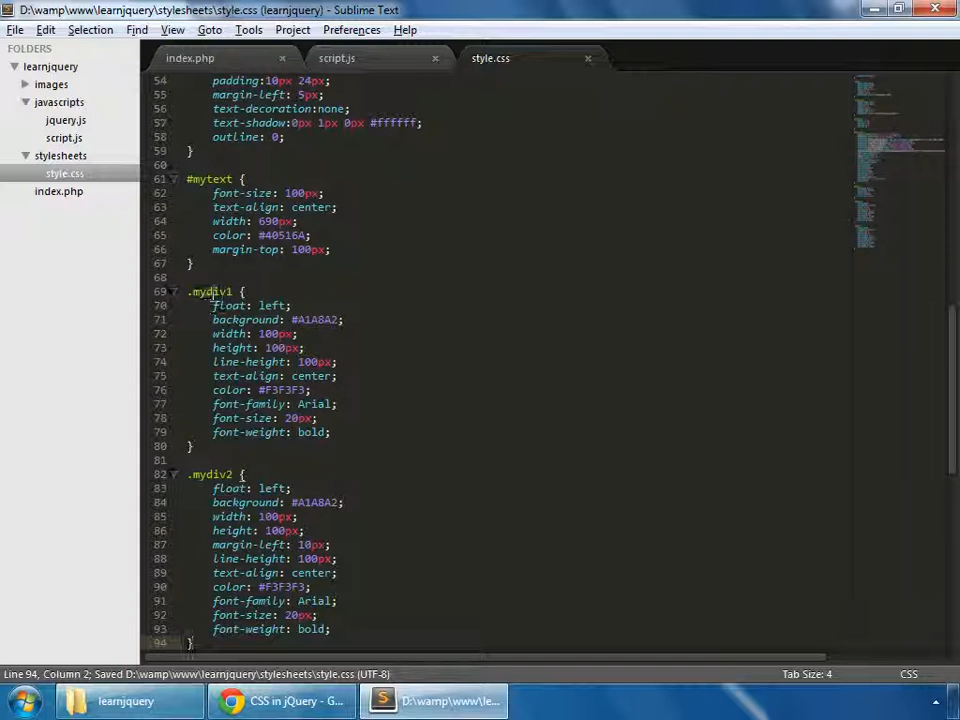 D:\wamp\www\learnjquery\stylesheets\style.css (learnjquery) - Sublime Text
File Edit Selection Find View Goto Tools Project Preferences Help
FOLDERS
learnjquery
images
javascripts
jquery.js
script.js
stylesheets
style.css
index.php
index.php × script.js × style.css ×
54 padding:10px 24px;
55 margin-left: 5px;
56 text-decoration:none;
57 text-shadow:0px 1px 0px #ffffff;
58 outline: 0;
59 }
60
61 #mytext {
62 font-size: 100px;
63 text-align: center;
64 width: 690px;
65 color: #40516A;
66 margin-top: 100px;
67 }
68
69 .mydiv1 {
70 float: left;
71 background: #A1A8A2;
72 width: 100px;
73 height: 100px;
74 line-height: 100px;
75 text-align: center;
76 color: #F3F3F3;
77 font-family: Arial;
78 font-size: 20px;
79 font-weight: bold;
80 }
81
82 .mydiv2 {
83 float: left;
84 background: #A1A8A2;
85 width: 100px;
86 height: 100px;
87 margin-left: 10px;
88 line-height: 100px;
89 text-align: center;
90 color: #F3F3F3;
91 font-family: Arial;
92 font-size: 20px;
93 font-weight: bold;
94 }
Line 94, Column 2; Saved D:\wamp\www\learnjquery\stylesheets\style.css (UTF-8) Tab Size: 4 CSS
learnjquery CSS in jQuery - G... D:\wamp\www\le...